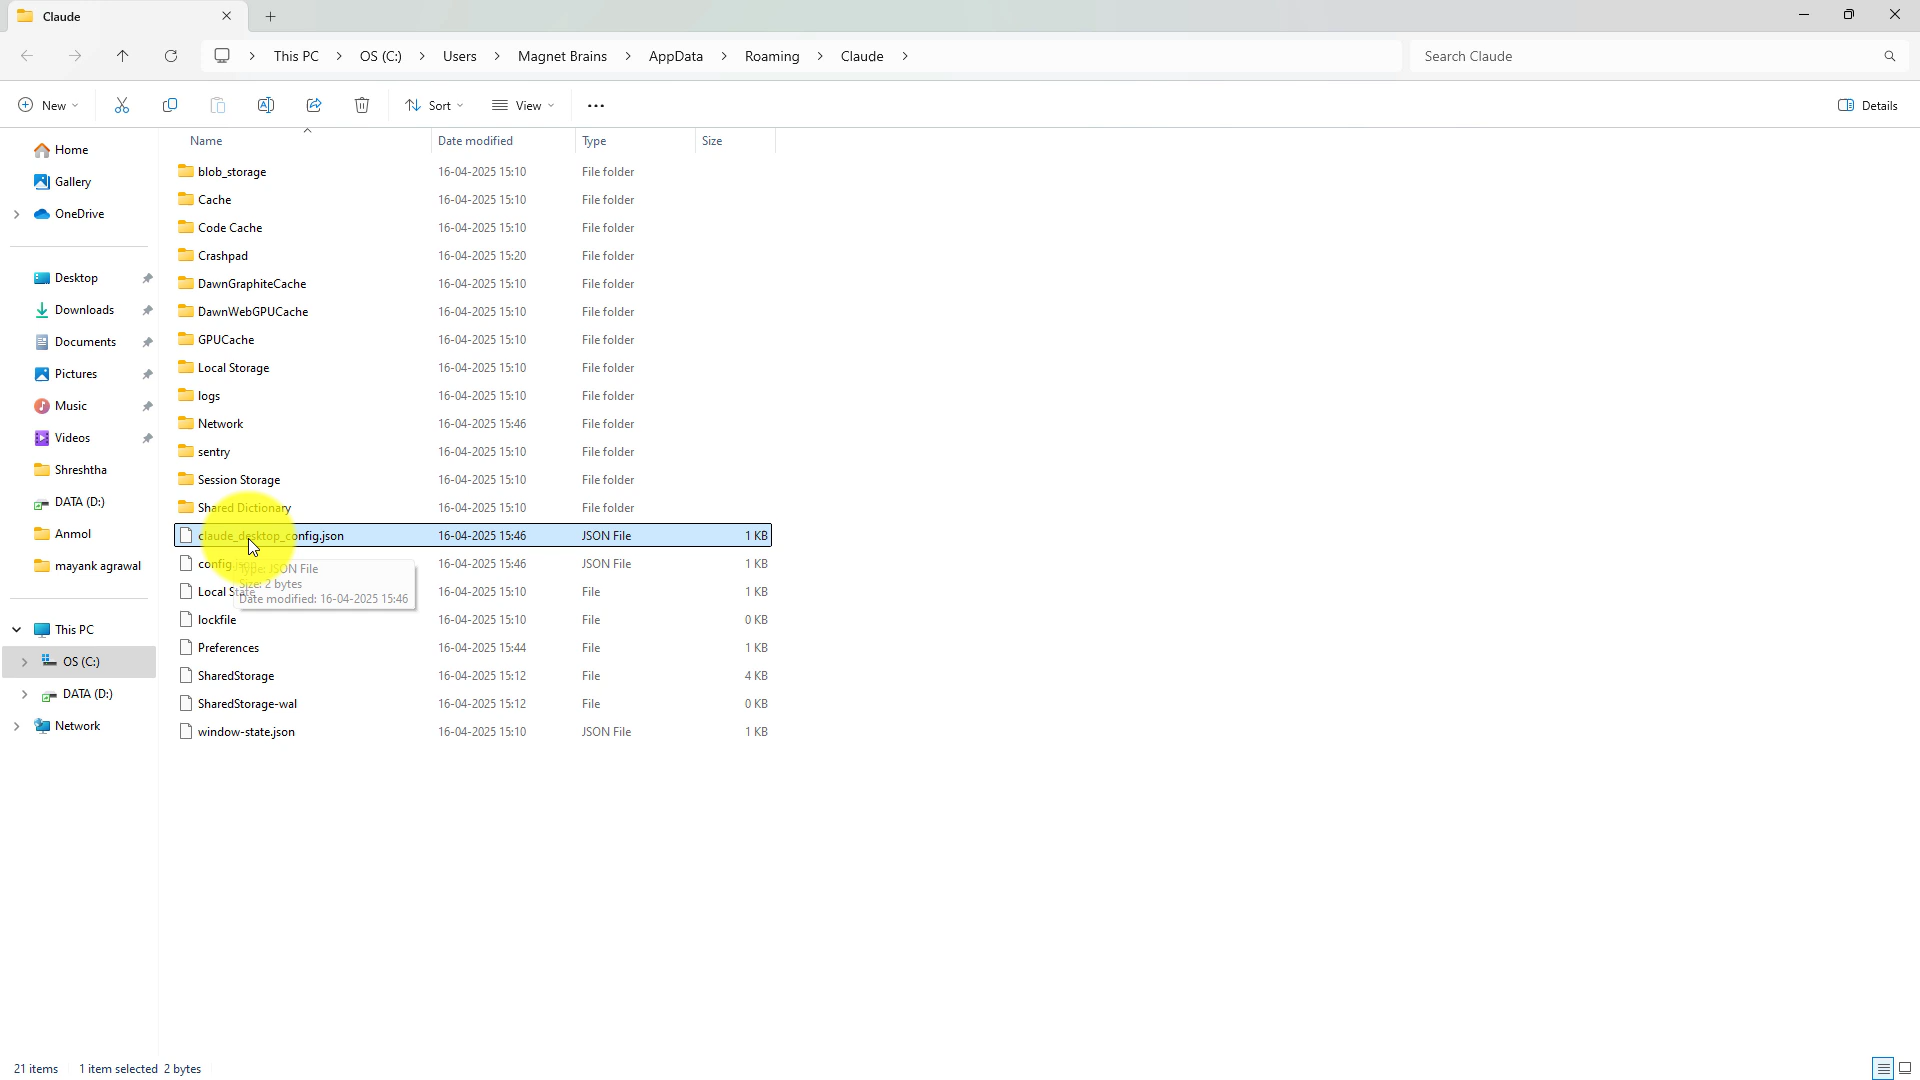 Claude
This PC > OS (C:) > Users > Magnet Brains > AppData > Roaming > Claude >
Search Claude
New
Sort
View
Details
Home
Gallery
OneDrive
Desktop
Downloads
Documents
Pictures
Music
Videos
Shreshtha
DATA (D:)
Anmol
mayank agrawal
This PC
OS (C:)
DATA (D:)
Network
Name Date modified Type Size
blob_storage 16-04-2025 15:10 File folder
Cache 16-04-2025 15:10 File folder
Code Cache 16-04-2025 15:10 File folder
Crashpad 16-04-2025 15:20 File folder
DawnGraphiteCache 16-04-2025 15:10 File folder
DawnWebGPUCache 16-04-2025 15:10 File folder
GPUCache 16-04-2025 15:10 File folder
Local Storage 16-04-2025 15:10 File folder
logs 16-04-2025 15:10 File folder
Network 16-04-2025 15:46 File folder
sentry 16-04-2025 15:10 File folder
Session Storage 16-04-2025 15:10 File folder
Shared Dictionary 16-04-2025 15:10 File folder
claude_desktop_config.json 16-04-2025 15:46 JSON File 1 KB
config.json 16-04-2025 15:46 JSON File 1 KB
Type: JSON File
Size: 2 bytes
Date modified: 16-04-2025 15:46
Local State 16-04-2025 15:10 File 1 KB
lockfile 16-04-2025 15:10 File 0 KB
Preferences 16-04-2025 15:44 File 1 KB
SharedStorage 16-04-2025 15:12 File 4 KB
SharedStorage-wal 16-04-2025 15:12 File 0 KB
window-state.json 16-04-2025 15:10 JSON File 1 KB
21 items 1 item selected 2 bytes